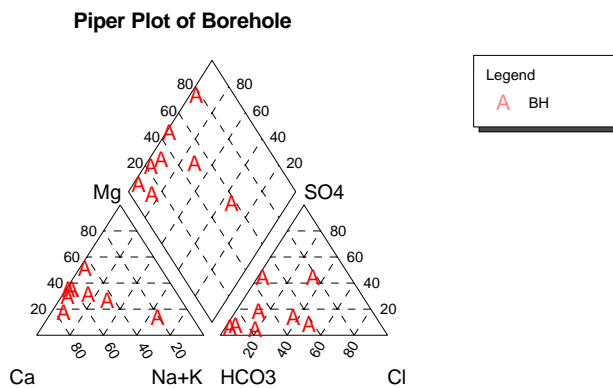 Piper Plot of Borehole
Legend
A BH
80 80
A
60 60
40 A 40
20 A A A 20
A A A
Mg SO4
80 80
60 60
A 40 A A 40
A A A A A A 20 A A A 20
A A A A
80 60 40 20 20 40 60 80
Ca Na+K HCO3 Cl